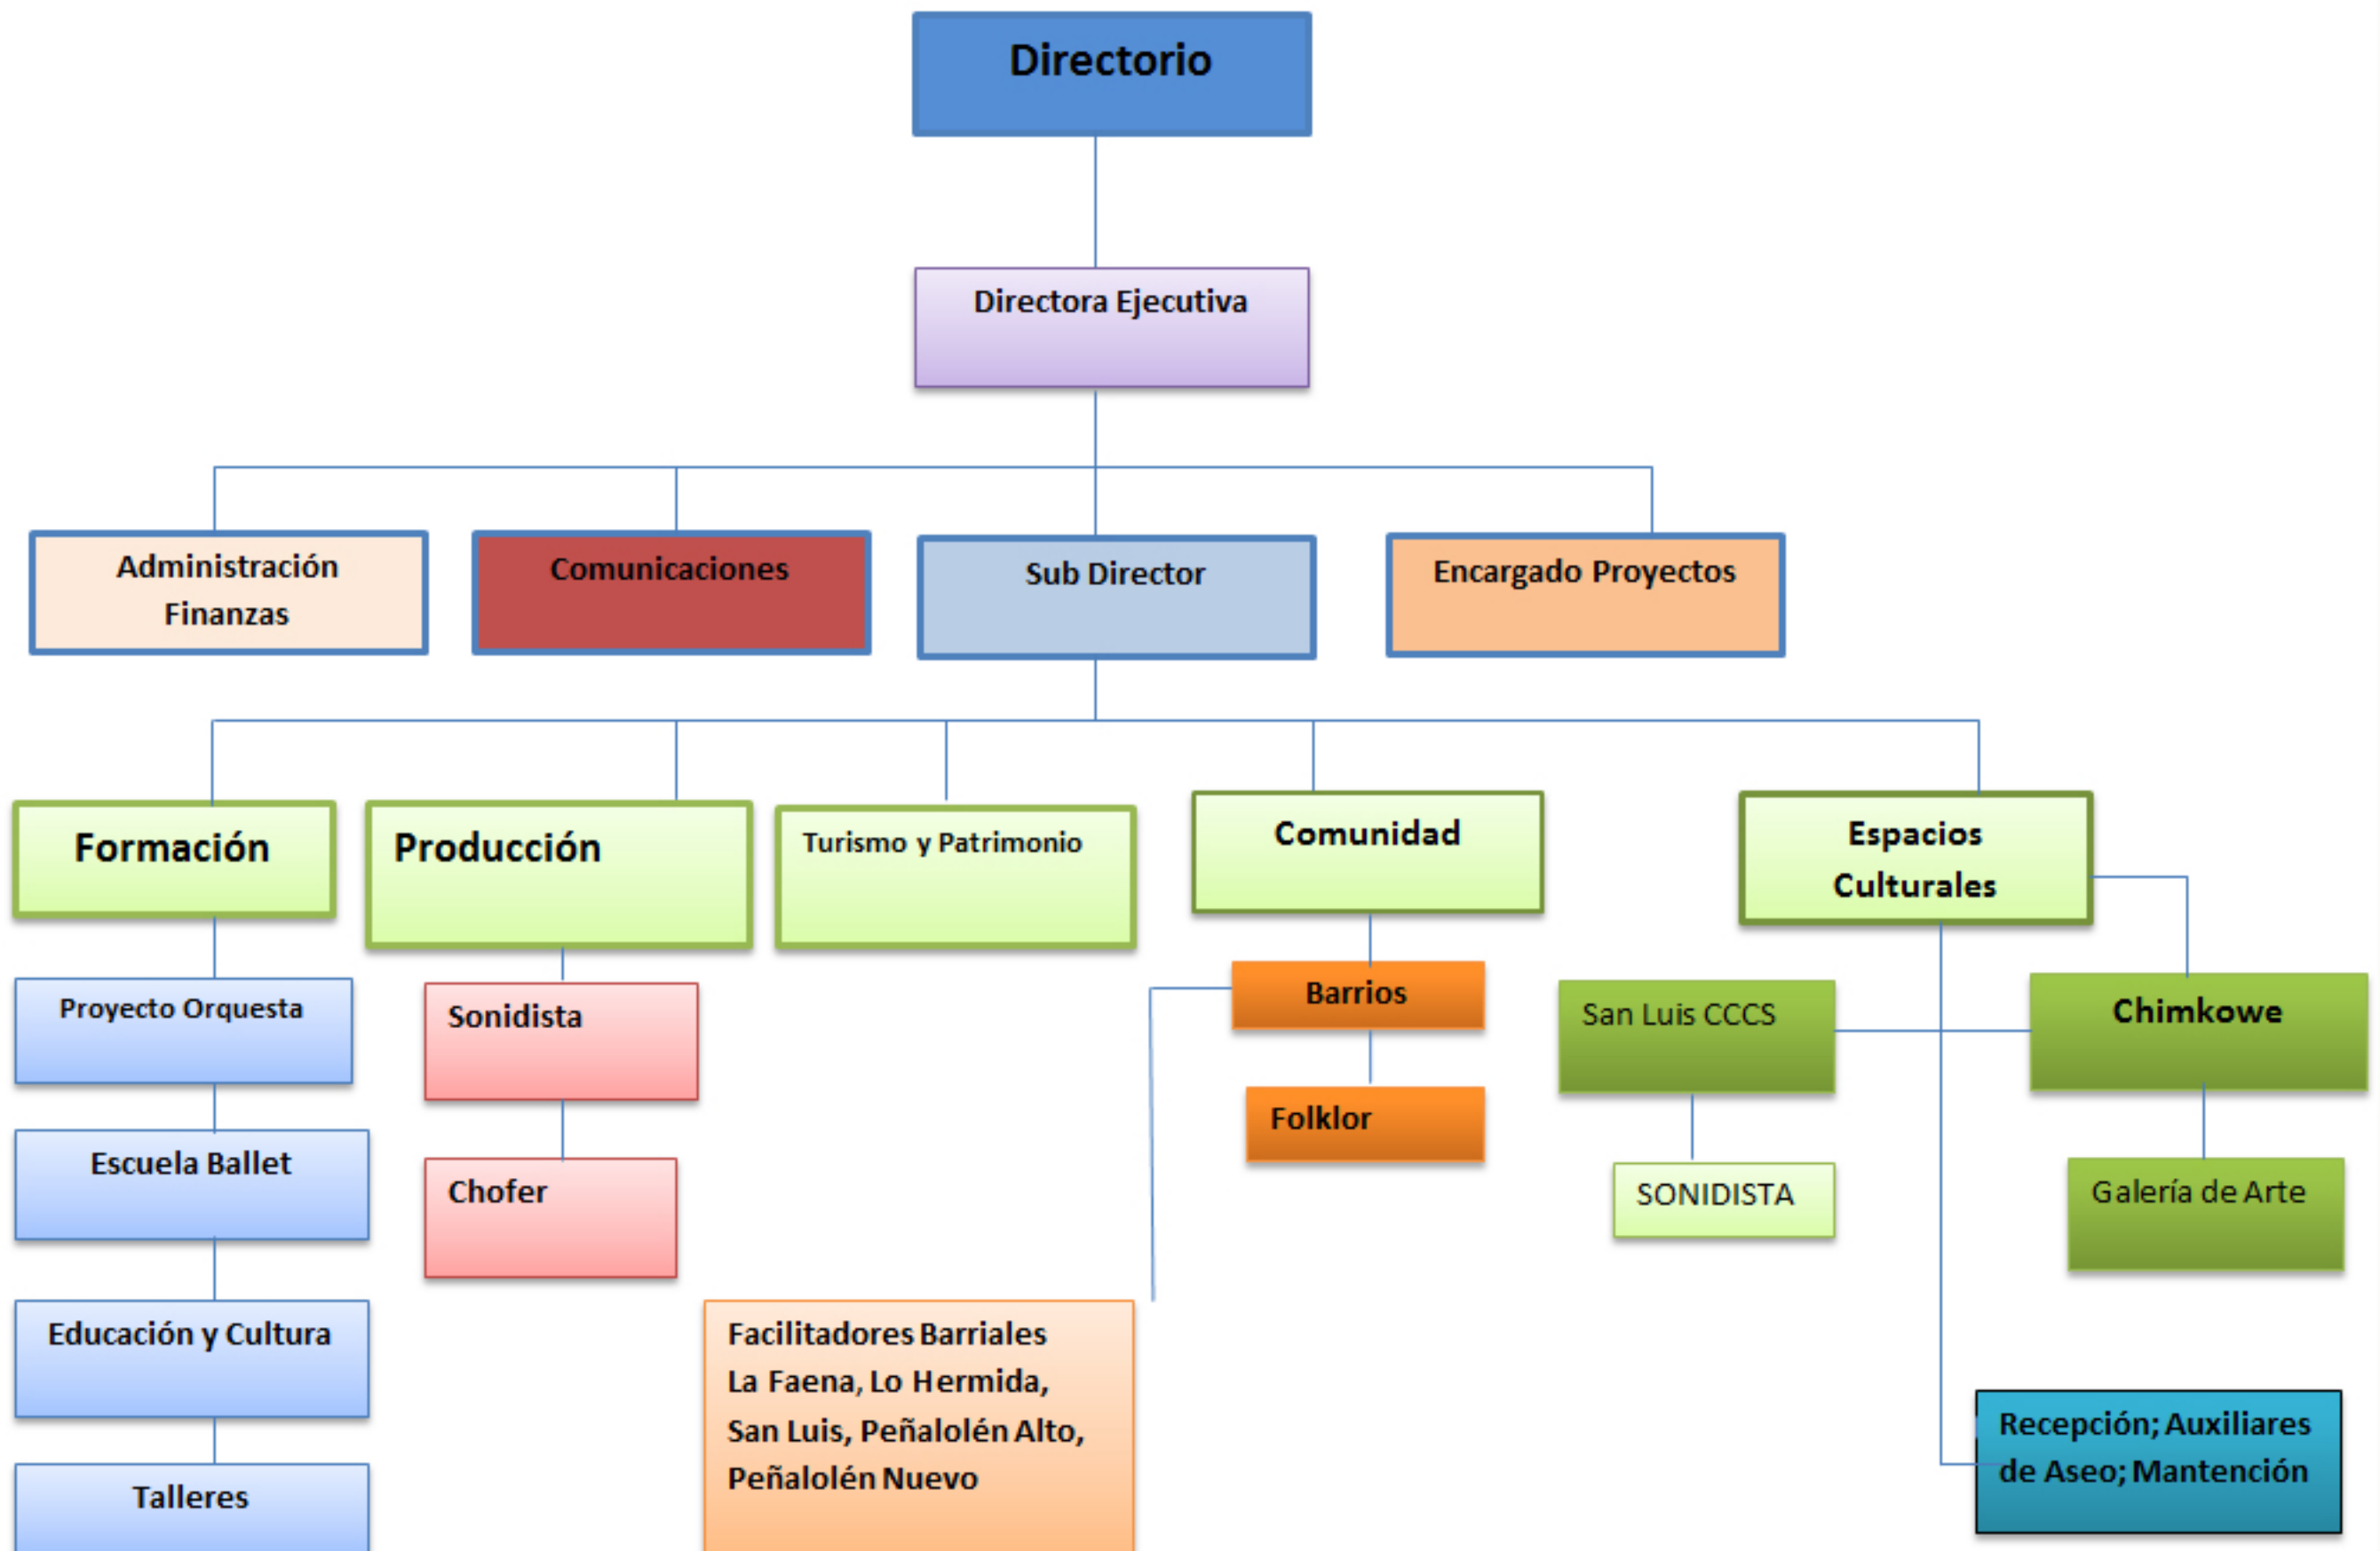 Directorio
Directora Ejecutiva
Administración
Finanzas
Comunicaciones
Sub Director
Encargado Proyectos
Formación
Producción
Turismo y Patrimonio
Comunidad
Espacios
Culturales
Proyecto Orquesta
Sonidista
Barrios
San Luis CCCS
Chimkowe
Escuela Ballet
Chofer
Folklor
SONIDISTA
Galería de Arte
Educación y Cultura
Facilitadores Barriales
La Faena, Lo Hermida,
San Luis, Peñalolén Alto,
Peñalolén Nuevo
Recepción; Auxiliares
de Aseo; Mantención
Talleres